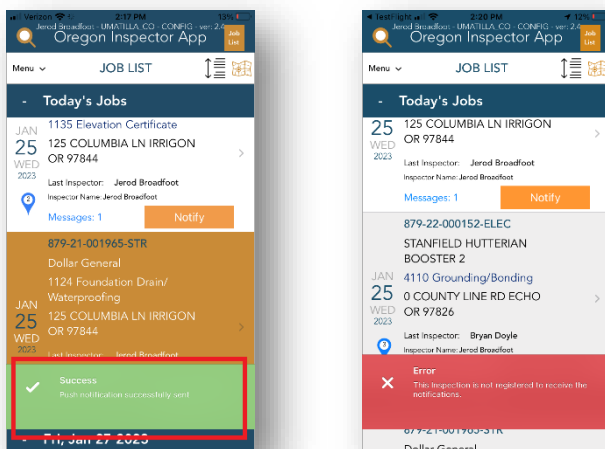 Verizon 2:17 PM 13%
Jerod Broadfoot - UMATILLA_CO - CONFIG - ver: 2.4
Oregon Inspector App
Job
List
Menu
JOB LIST
- Today's Jobs
JAN
25
WED
2023
2
1135 Elevation Certificate
125 COLUMBIA LN IRRIGON
OR 97844
Last Inspector: Jerod Broadfoot
Inspector Name: Jerod Broadfoot
Messages: 1
Notify
879-21-001965-STR
Dollar General
1124 Foundation Drain/
Waterproofing
JAN
25
WED
2023
125 COLUMBIA LN IRRIGON
OR 97844
Last Inspector: Jerod Broadfoot
Success
Push notification successfully sent
- Fri, Jan 27 2023
TestFlight 2:20 PM 12%
Jerod Broadfoot - UMATILLA_CO - CONFIG - ver: 2.4
Oregon Inspector App
Job
List
Menu
JOB LIST
- Today's Jobs
25
WED
2023
125 COLUMBIA LN IRRIGON
OR 97844
Last Inspector: Jerod Broadfoot
Inspector Name: Jerod Broadfoot
Messages: 1
Notify
879-22-000152-ELEC
STANFIELD HUTTERIAN
BOOSTER 2
JAN
25
WED
2023
4110 Grounding/Bonding
0 COUNTY LINE RD ECHO
OR 97826
Last Inspector: Bryan Doyle
Inspector Name: Jerod Broadfoot
Error
This Inspection is not registered to receive the
notifications.
879-21-001965-STR
Dollar General